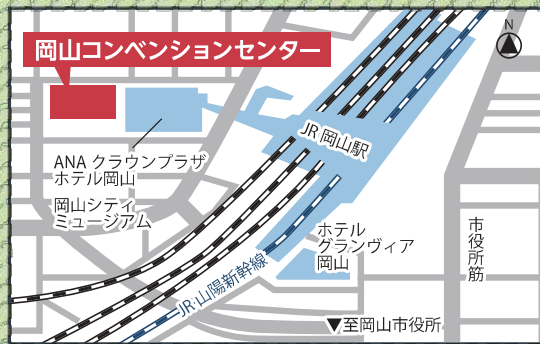 N
岡山コンベンションセンター
JR 岡山駅
ANA クラウンプラザ
ホテル岡山
岡山シティ
ミュージアム
ホテル
グランヴィア
岡山
市役所筋
JR・山陽新幹線
▼至岡山市役所